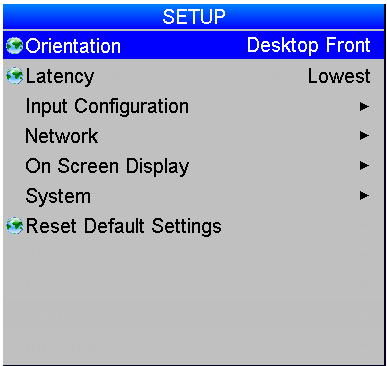 SETUP
Orientation Desktop Front
Latency Lowest
Input Configuration
Network
On Screen Display
System
Reset Default Settings